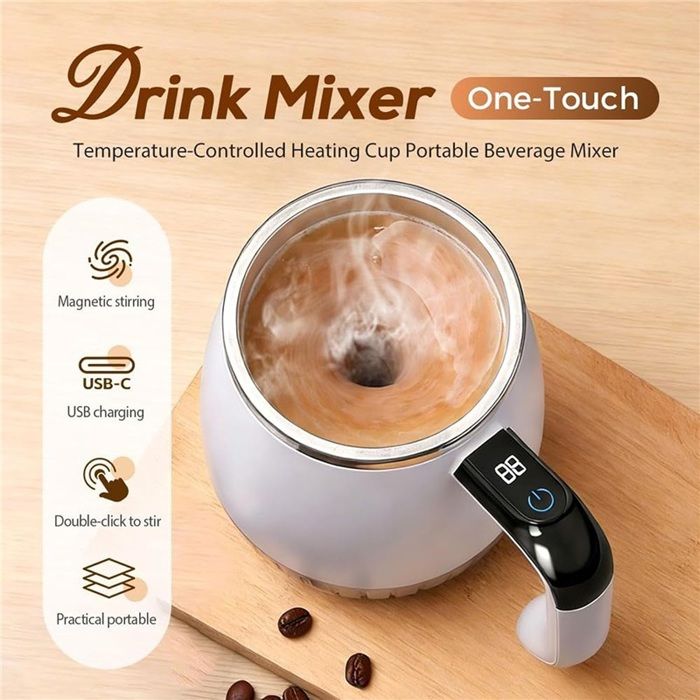 Drink Mixer One-Touch
Temperature-Controlled Heating Cup Portable Beverage Mixer
Magnetic stirring
USB-C
USB charging
88
Double-click to stir
Practical portable